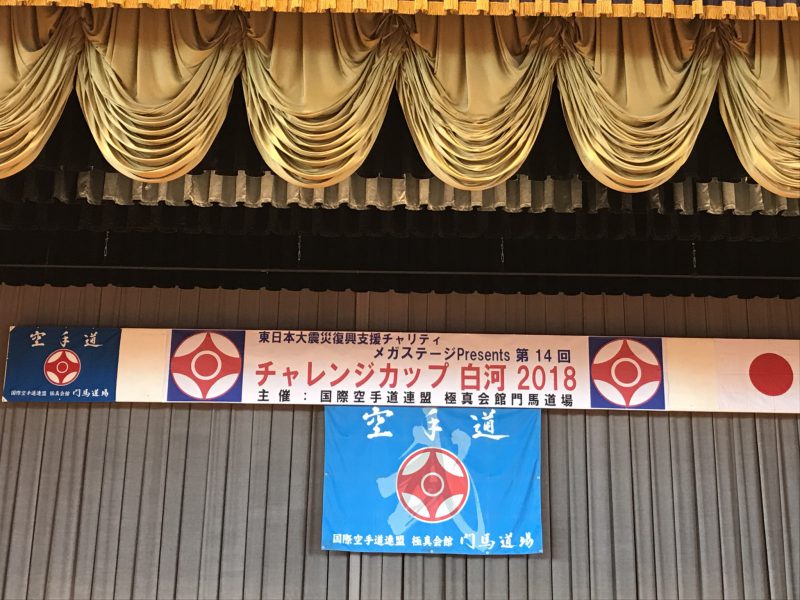 空手道
国際空手道連盟 極真会館 門馬道場
東日本大震災復興支援チャリティ
メガステージPresents 第14回
チャレンジカップ 白河 2018
主催：国際空手道連盟 極真会館門馬道場
空手道
武
国際空手道連盟 極真会館 門馬道場